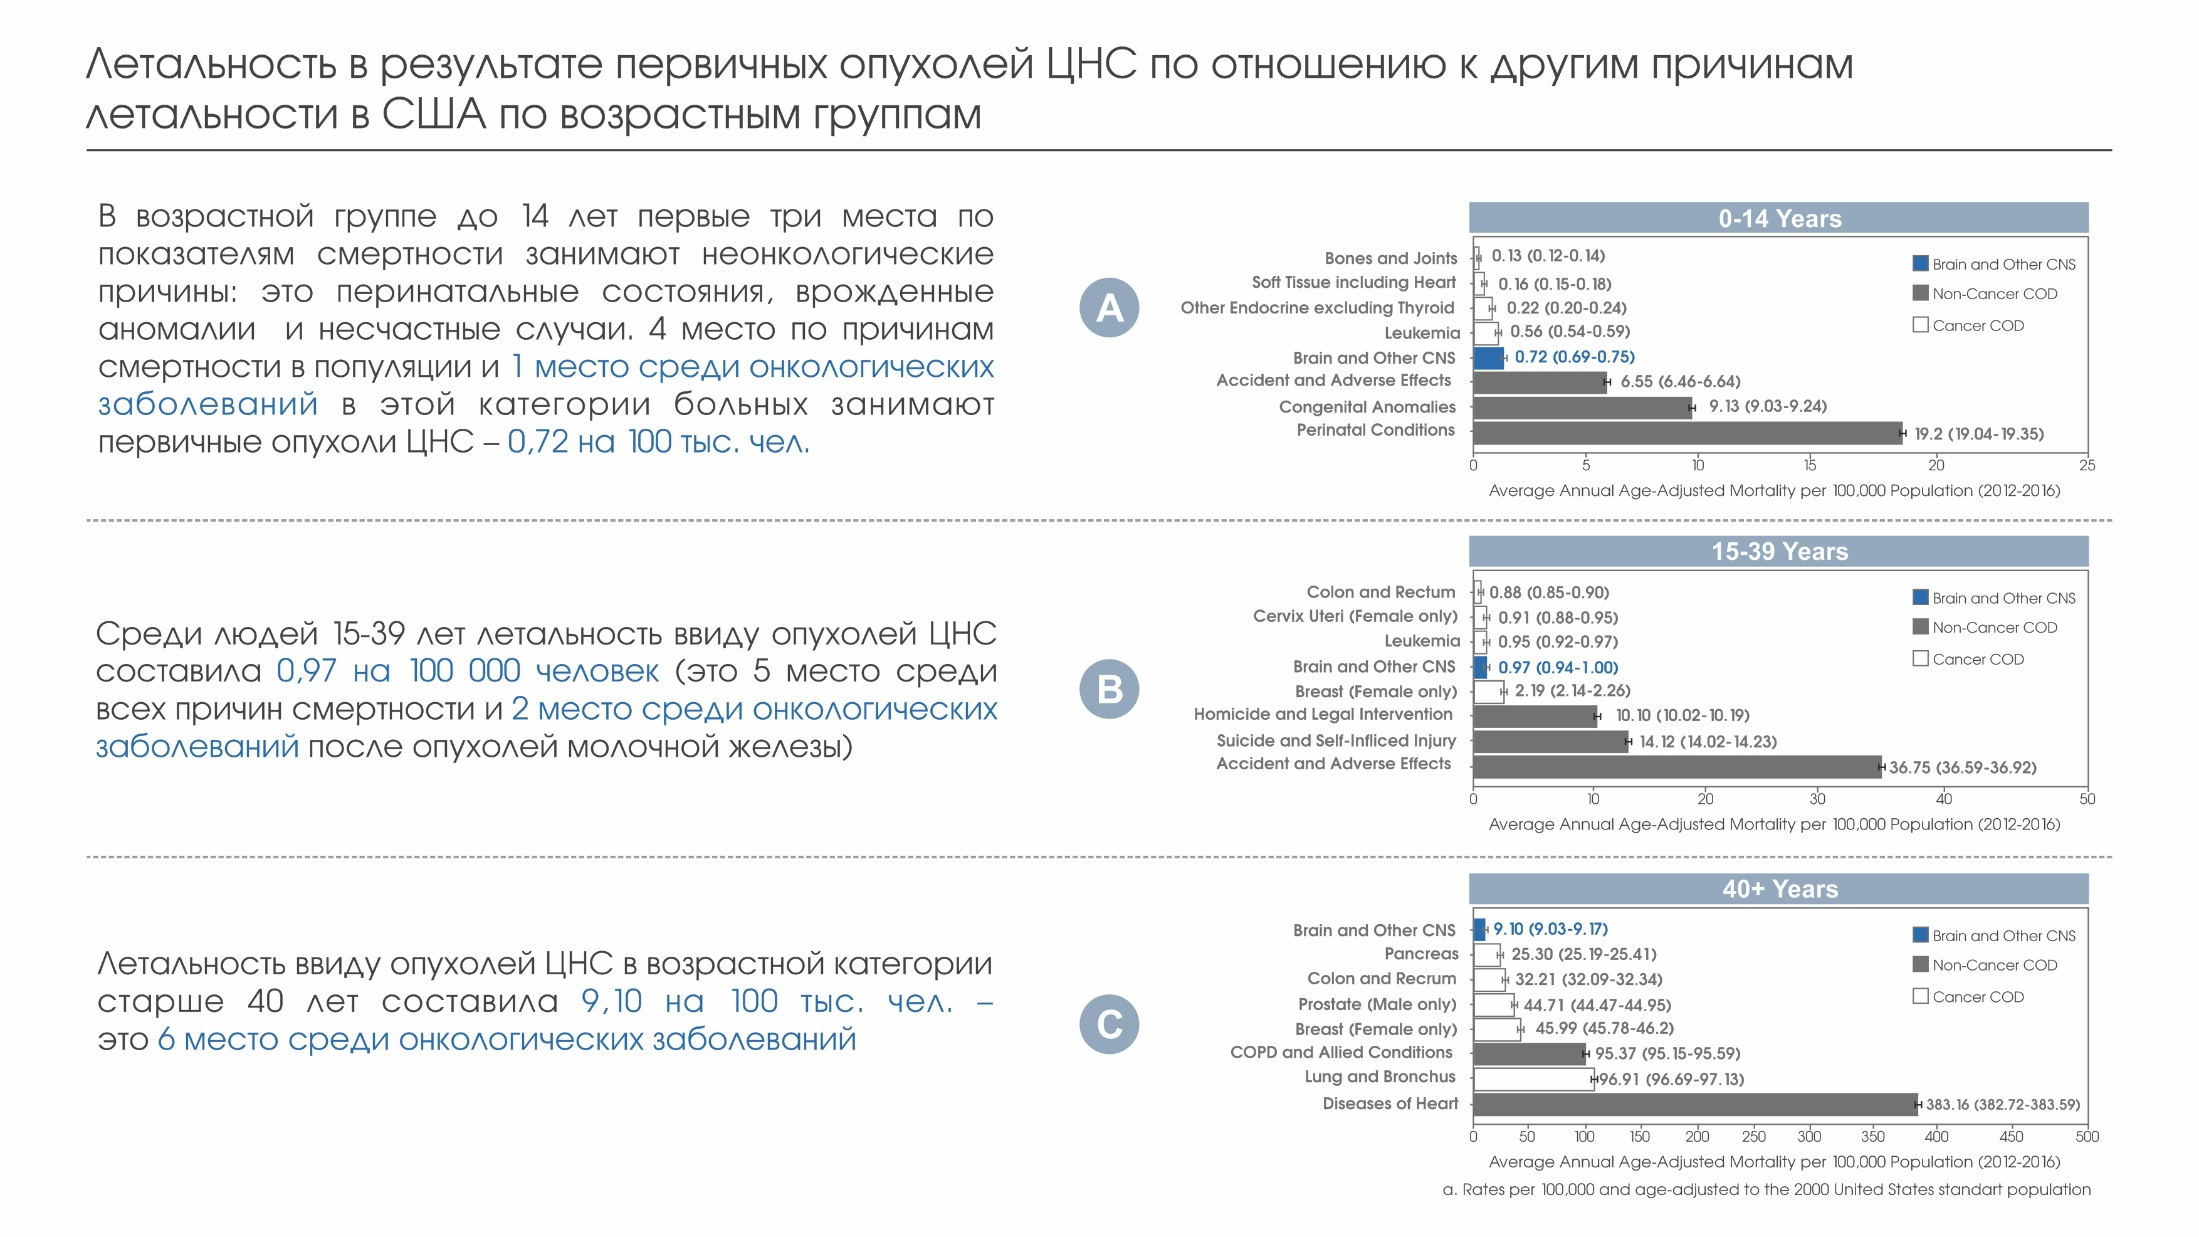 Летальность в результате первичных опухолей ЦНС по отношению к другим причинам
летальности в США по возрастным группам
В возрастной группе до 14 лет первые три места по
показателям смертности занимают неонкологические
причины: это перинатальные состояния, врожденные
аномалии и несчастные случаи. 4 место по причинам
смертности в популяции и 1 место среди онкологических
заболеваний в этой категории больных занимают
первичные опухоли ЦНС – 0,72 на 100 тыс. чел.
A
0-14 Years
Bones and Joints 0.13 (0.12-0.14)
Soft Tissue including Heart 0.16 (0.15-0.18)
Other Endocrine excluding Thyroid 0.22 (0.20-0.24)
Leukemia 0.56 (0.54-0.59)
Brain and Other CNS 0.72 (0.69-0.75)
Accident and Adverse Effects 6.55 (6.46-6.64)
Congenital Anomalies 9.13 (9.03-9.24)
Perinatal Conditions 19.2 (19.04-19.35)
Brain and Other CNS
Non-Cancer COD
Cancer COD
0 5 10 15 20 25
Average Annual Age-Adjusted Mortality per 100,000 Population (2012-2016)
Среди людей 15-39 лет летальность ввиду опухолей ЦНС
составила 0,97 на 100 000 человек (это 5 место среди
всех причин смертности и 2 место среди онкологических
заболеваний после опухолей молочной железы)
B
15-39 Years
Colon and Rectum 0.88 (0.85-0.90)
Cervix Uteri (Female only) 0.91 (0.88-0.95)
Leukemia 0.95 (0.92-0.97)
Brain and Other CNS 0.97 (0.94-1.00)
Breast (Female only) 2.19 (2.14-2.26)
Homicide and Legal Intervention 10.10 (10.02-10.19)
Suicide and Self-Infliced Injury 14.12 (14.02-14.23)
Accident and Adverse Effects 36.75 (36.59-36.92)
Brain and Other CNS
Non-Cancer COD
Cancer COD
0 10 20 30 40 50
Average Annual Age-Adjusted Mortality per 100,000 Population (2012-2016)
Летальность ввиду опухолей ЦНС в возрастной категории
старше 40 лет составила 9,10 на 100 тыс. чел. –
это 6 место среди онкологических заболеваний
C
40+ Years
Brain and Other CNS 9.10 (9.03-9.17)
Pancreas 25.30 (25.19-25.41)
Colon and Recrum 32.21 (32.09-32.34)
Prostate (Male only) 44.71 (44.47-44.95)
Breast (Female only) 45.99 (45.78-46.2)
COPD and Allied Conditions 95.37 (95.15-95.59)
Lung and Bronchus 96.91 (96.69-97.13)
Diseases of Heart 383.16 (382.72-383.59)
Brain and Other CNS
Non-Cancer COD
Cancer COD
0 50 100 150 200 250 300 350 400 450 500
Average Annual Age-Adjusted Mortality per 100,000 Population (2012-2016)
a. Rates per 100,000 and age-adjusted to the 2000 United States standart population